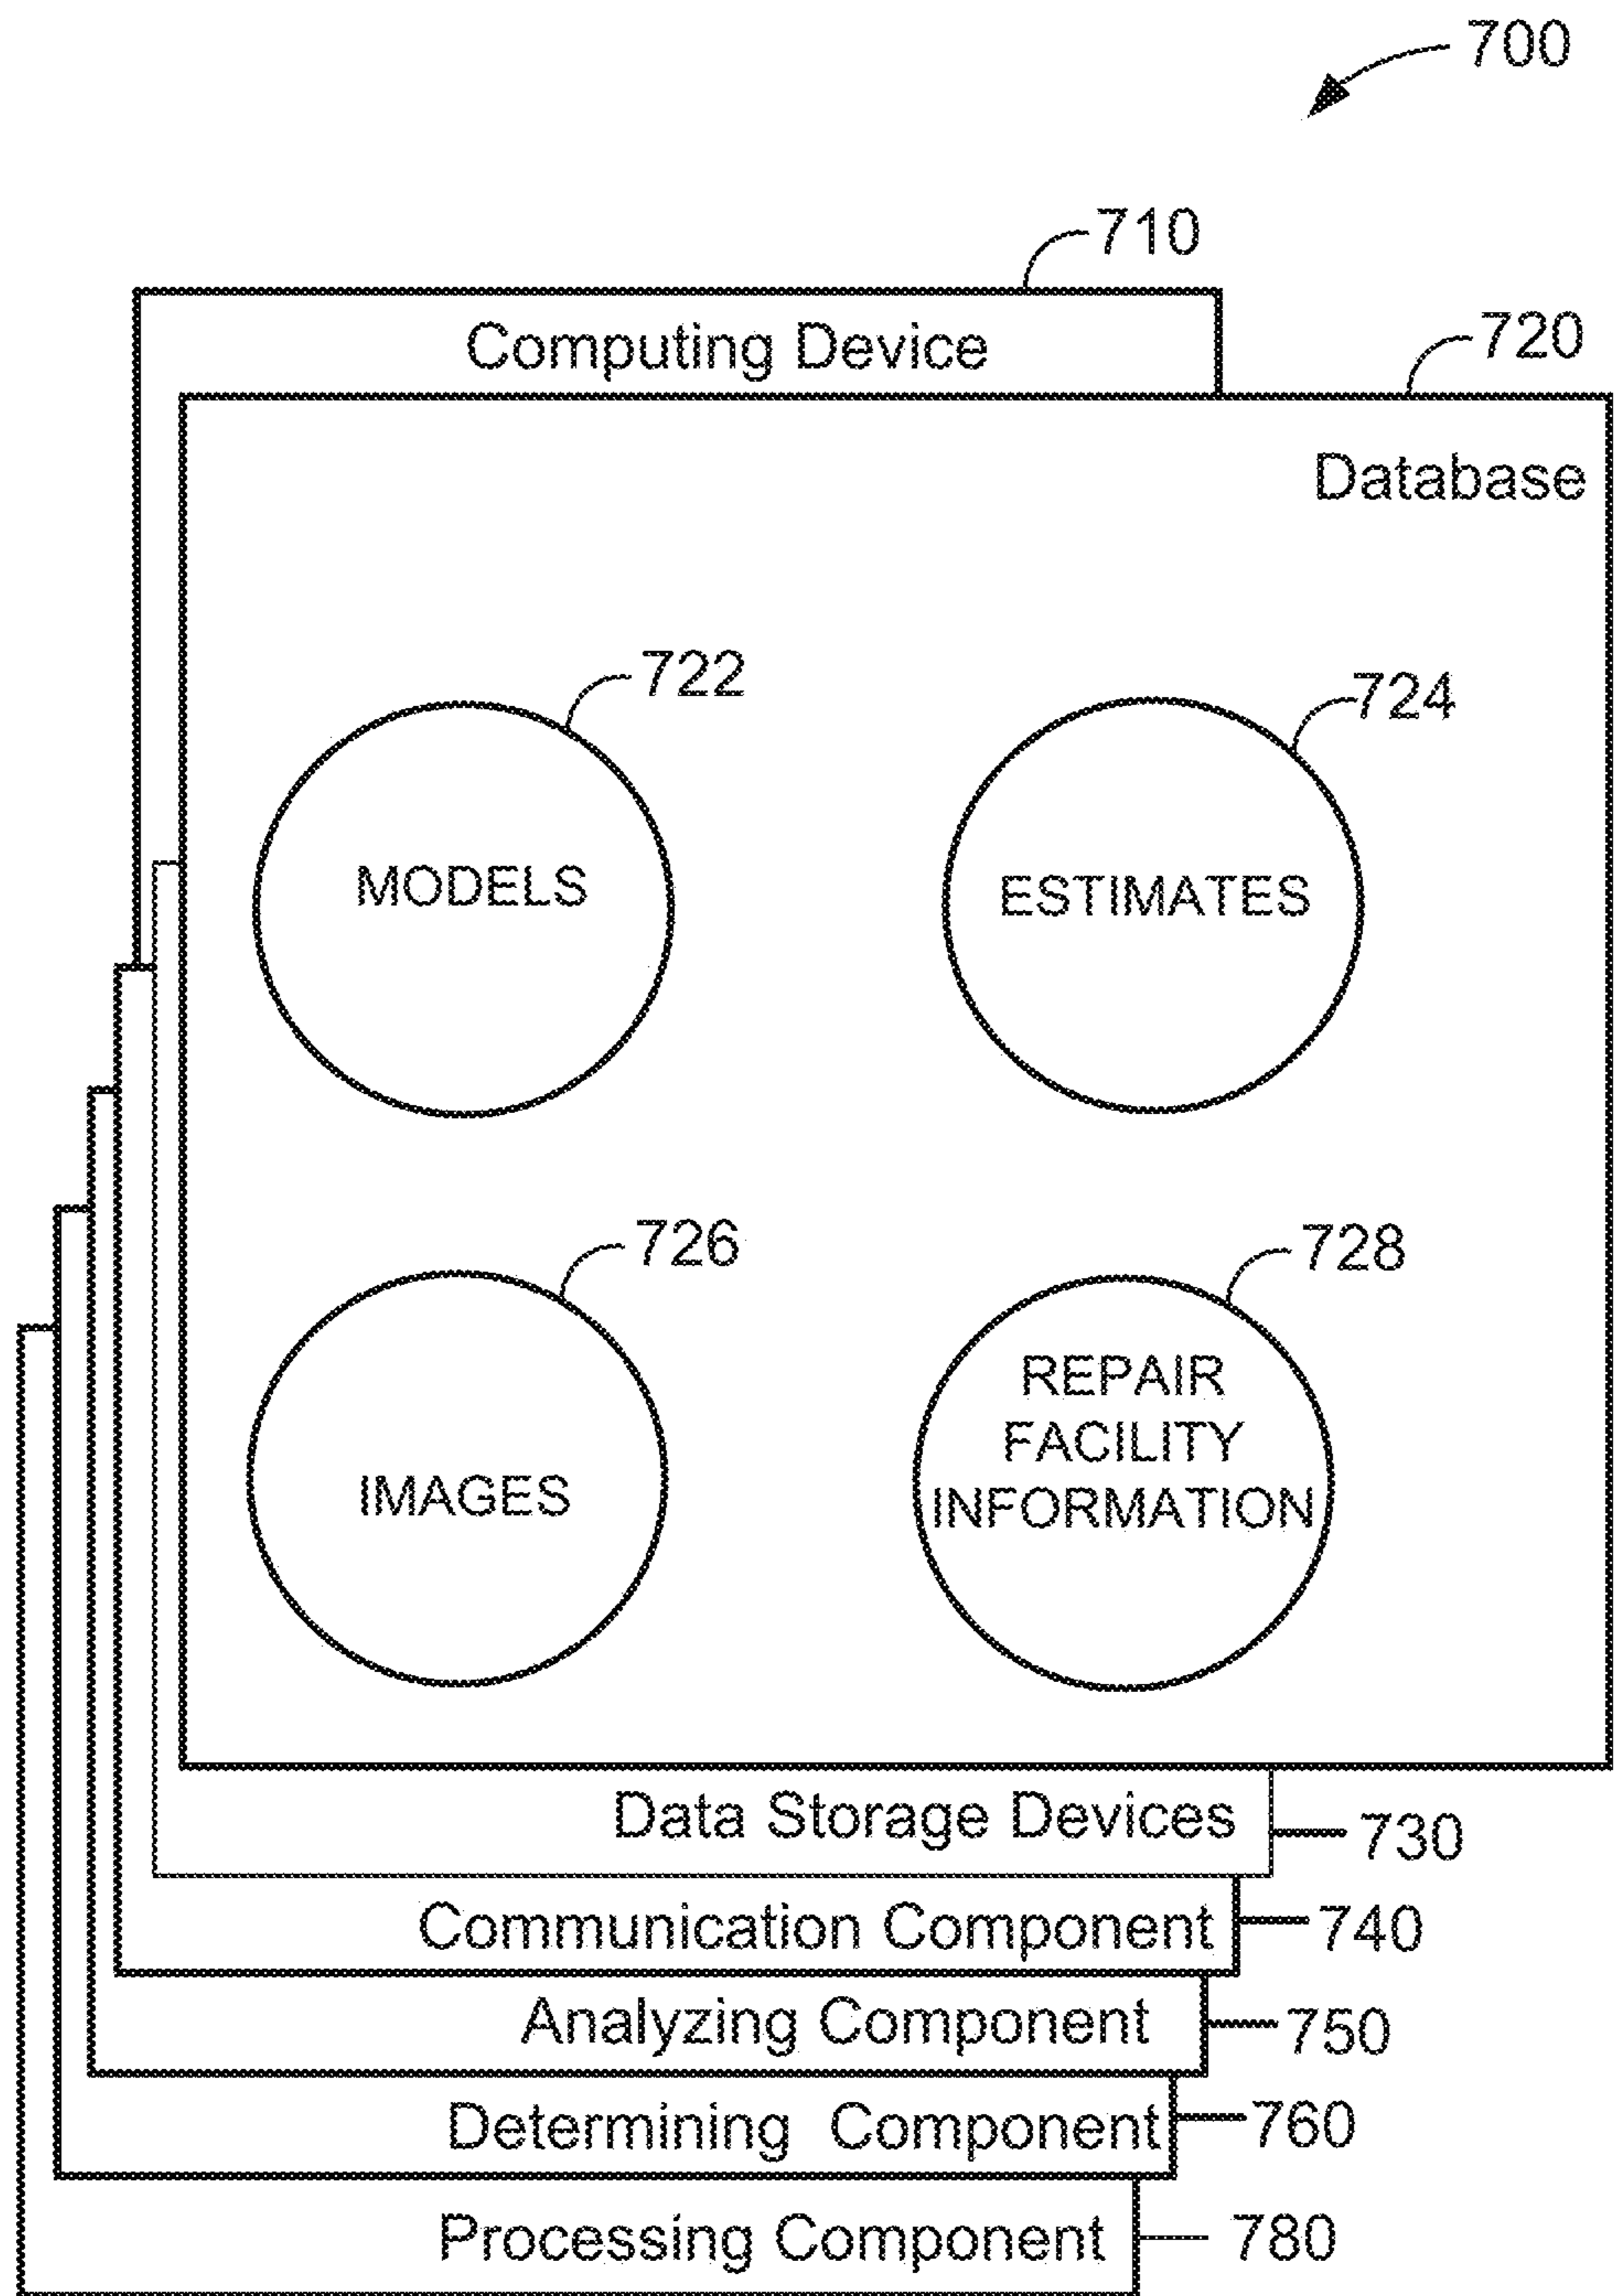 700
710
Computing Device
720
Database
722
724
MODELS
ESTIMATES
726
728
REPAIR
FACILITY
IMAGES
INFORMATION
Data Storage Devices
730
Communication Component
740
Analyzing Component
750
Determining Component
760
Processing Component
780